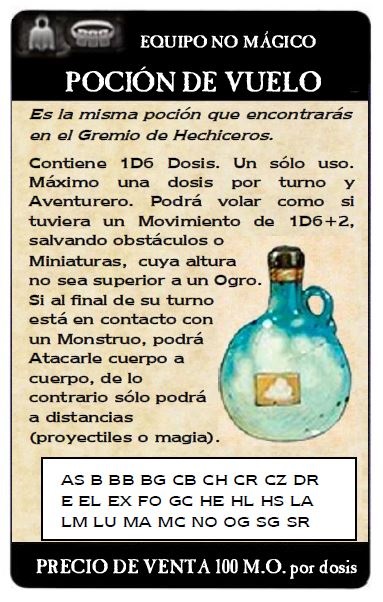 EQUIPO NO MÁGICO
POCIÓN DE VUELO
Es la misma poción que encontrarás
en el Gremio de Hechiceros.
Contiene 1D6 Dosis. Un sólo uso.
Máximo una dosis por turno y
Aventurero. Podrá volar como si
tuviera un Movimiento de 1D6+2,
salvando obstáculos o
Miniaturas, cuya altura
no sea superior a un Ogro.
Si al final de su turno
está en contacto con
un Monstruo, podrá
Atacarle cuerpo a
cuerpo, de lo
contrario sólo podrá
a distancias
(proyectiles o magia).
AS B BB BG CB CH CR CZ DR
E EL EX FO GC HE HL HS LA
LM LU MA MC NO OG SG SR
PRECIO DE VENTA 100 M.O. por dosis